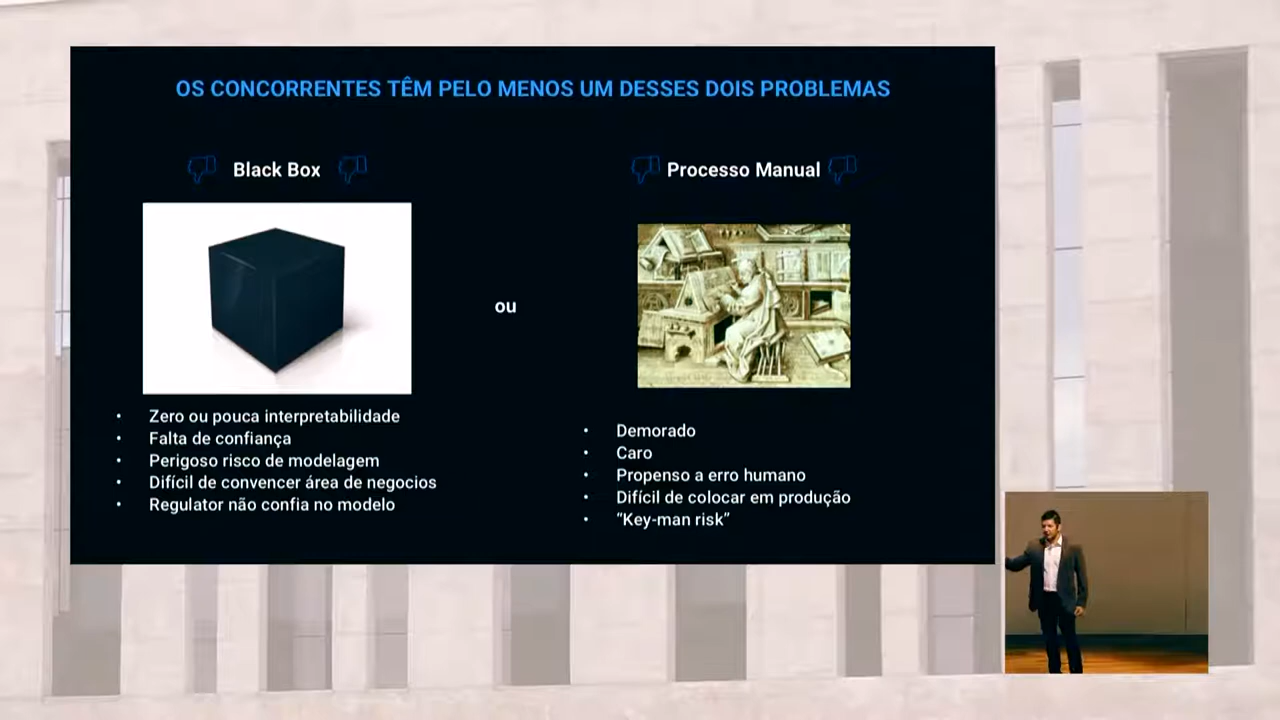 OS CONCORRENTES TÊM PELO MENOS UM DESSES DOIS PROBLEMAS
Black Box
Zero ou pouca interpretabilidade
Falta de confiança
Perigoso risco de modelagem
Difícil de convencer área de negocios
Regulator não confia no modelo
ou
Processo Manual
Demorado
Caro
Propenso a erro humano
Difícil de colocar em produção
“Key-man risk”